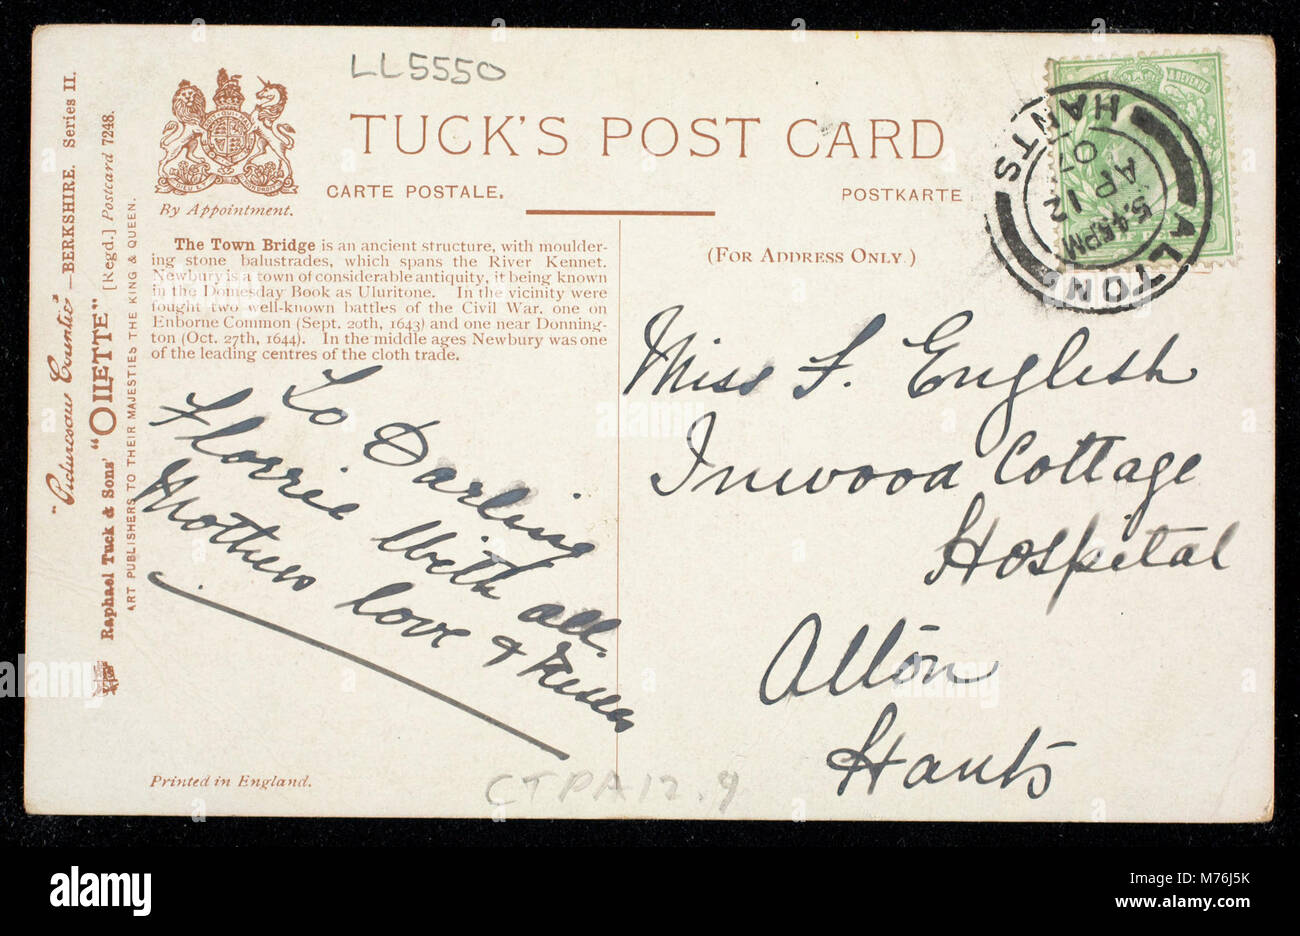 LL5550
TUCK'S POST CARD
CARTE POSTALE.
POSTKARTE
By Appointment.
(FOR ADDRESS ONLY.)
The Town Bridge is an ancient structure, with moulder-
ing stone balustrades, which spans the River Kennet.
Newbury is a town of considerable antiquity, it being known
in the Domesday Book as Uluritone. In the vicinity were
fought two well-known battles of the Civil War, one on
Enborne Common (Sept. 20th, 1643) and one near Donning-
ton (Oct. 27th, 1644). In the middle ages Newbury was one
of the leading centres of the cloth trade.
"Picturesque Counties"—BERKSHIRE. Series II.
Raphael Tuck & Sons' "OILETTE" [Regd.] Postcard 7248.
ART PUBLISHERS TO THEIR MAJESTIES THE KING & QUEEN.
To Darling
Florrie With all
Mothers love & Kisses
Miss F. English
Inwood Cottage
Hospital
Alton
Hants
ALTON
HANTS
5.45PM
AP 12
07
Printed in England.
CTPA12.9
alamy
alamy
Image ID: M76J5K
www.alamy.com